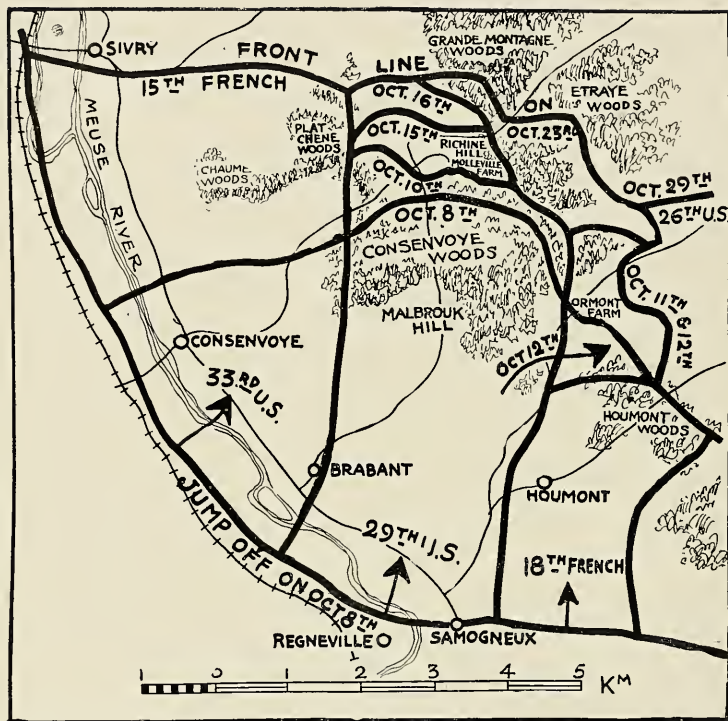 GRANDE MONTAGNE
WOODS
SIVRY
FRONT
LINE
15TH FRENCH
OCT. 16TH
ON
ETRAYE
WOODS
OCT. 23RD
OCT. 15TH
PLAT
CHENE
WOODS
RICHINE
HILL
MOLLEVILLE
FARM
CHAUME
WOODS
MEUSE
RIVER
OCT. 10TH
OCT. 8TH
OCT. 29TH
26TH U.S.
CONSENVOYE
WOODS
MALBROUK
HILL
ORMONT
FARM
OCT. 11TH & 12TH
OCT 12TH
CONSENVOYE
33RD
U.S.
HOUMONT
WOODS
BRABANT
HOUMONT
JUMP OFF ON OCT 8TH
29TH U.S.
18TH FRENCH
REGNEVILLE
SAMOGNEUX
1 0 1 2 3 4 5 KM